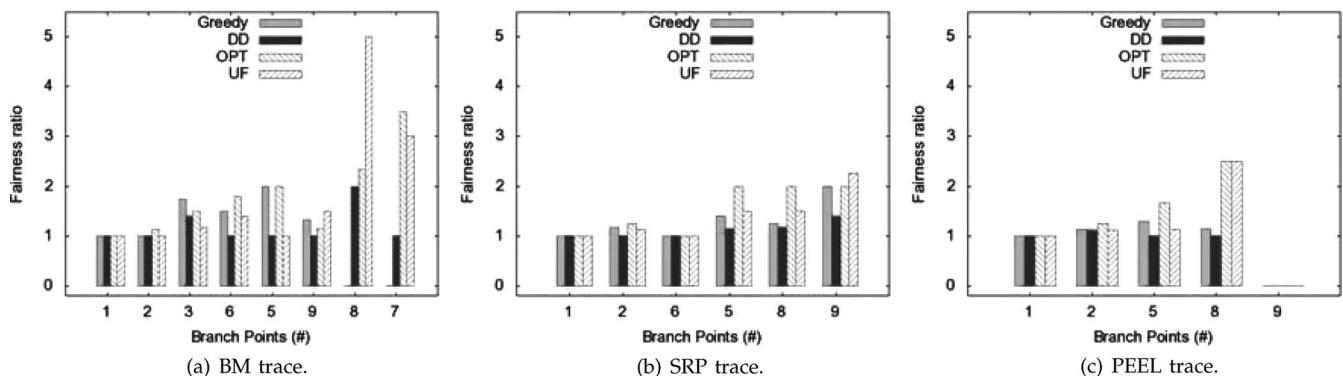 Fairness ratio
5
4
3
2
1
0
Greedy
DD
OPT
UF
1 2 3 6 5 9 8 7
Branch Points (#)
(a) BM trace.
Fairness ratio
5
4
3
2
1
0
Greedy
DD
OPT
UF
1 2 6 5 8 9
Branch Points (#)
(b) SRP trace.
Fairness ratio
5
4
3
2
1
0
Greedy
DD
OPT
UF
1 2 5 8 9
Branch Points (#)
(c) PEEL trace.